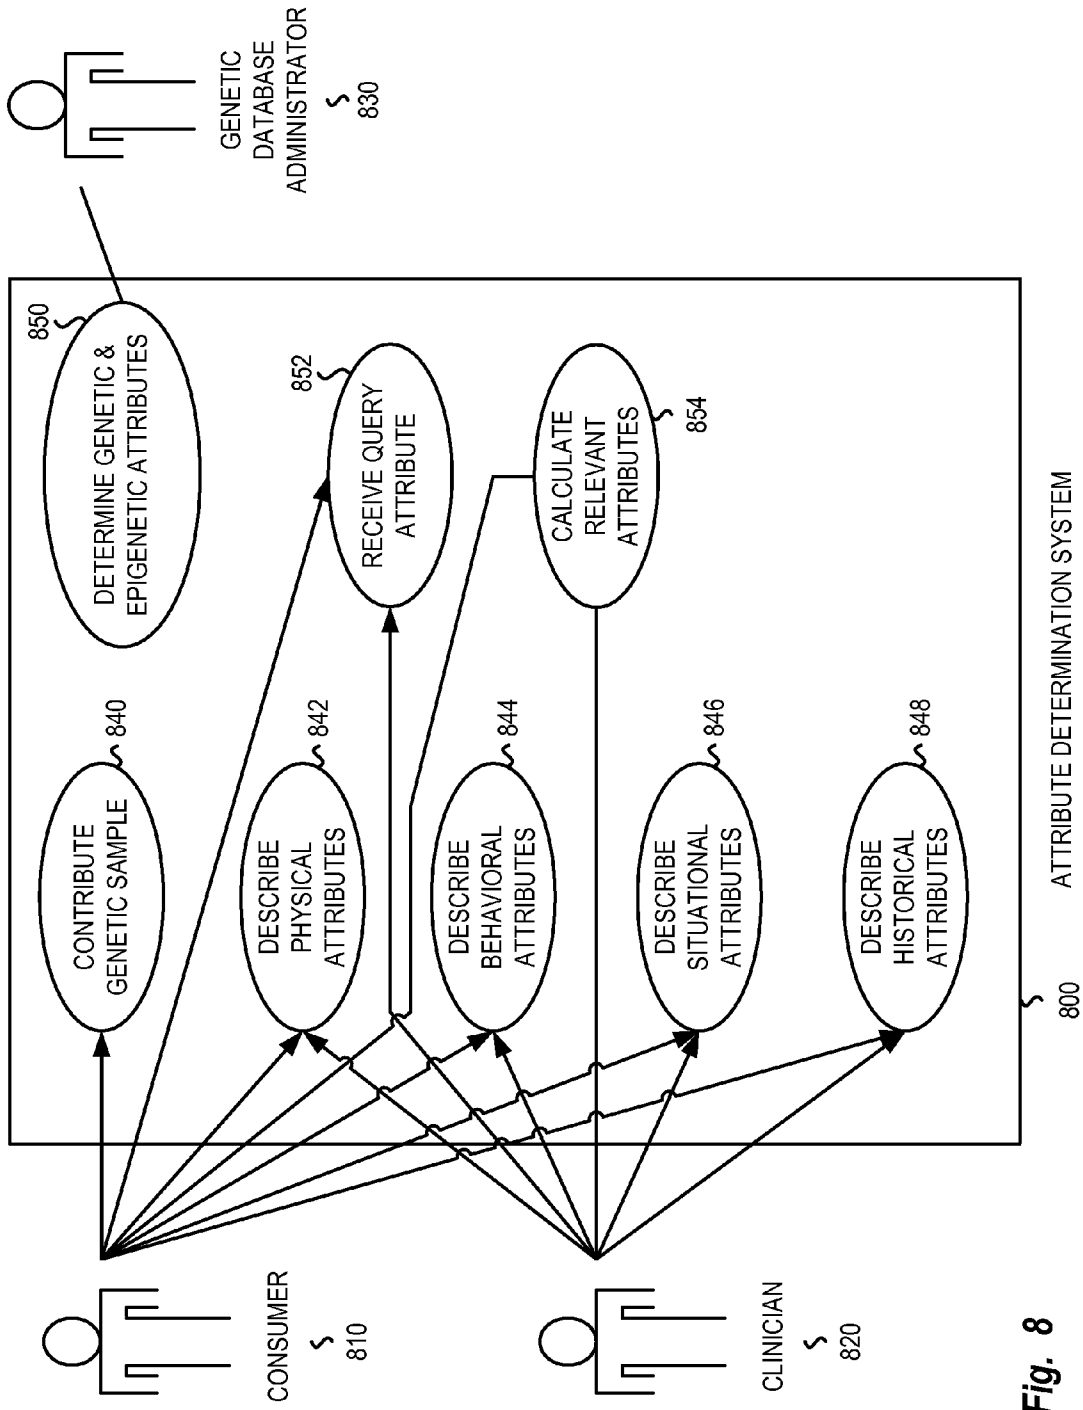 CONSUMER
810
CLINICIAN
820
CONTRIBUTE
GENETIC SAMPLE
840
DESCRIBE
PHYSICAL
ATTRIBUTES
842
DESCRIBE
BEHAVIORAL
ATTRIBUTES
844
DESCRIBE
SITUATIONAL
ATTRIBUTES
846
DESCRIBE
HISTORICAL
ATTRIBUTES
848
DETERMINE GENETIC &
EPIGENETIC ATTRIBUTES
850
RECEIVE QUERY
ATTRIBUTE
852
CALCULATE
RELEVANT
ATTRIBUTES
854
GENETIC
DATABASE
ADMINISTRATOR
830
800
ATTRIBUTE DETERMINATION SYSTEM
Fig. 8